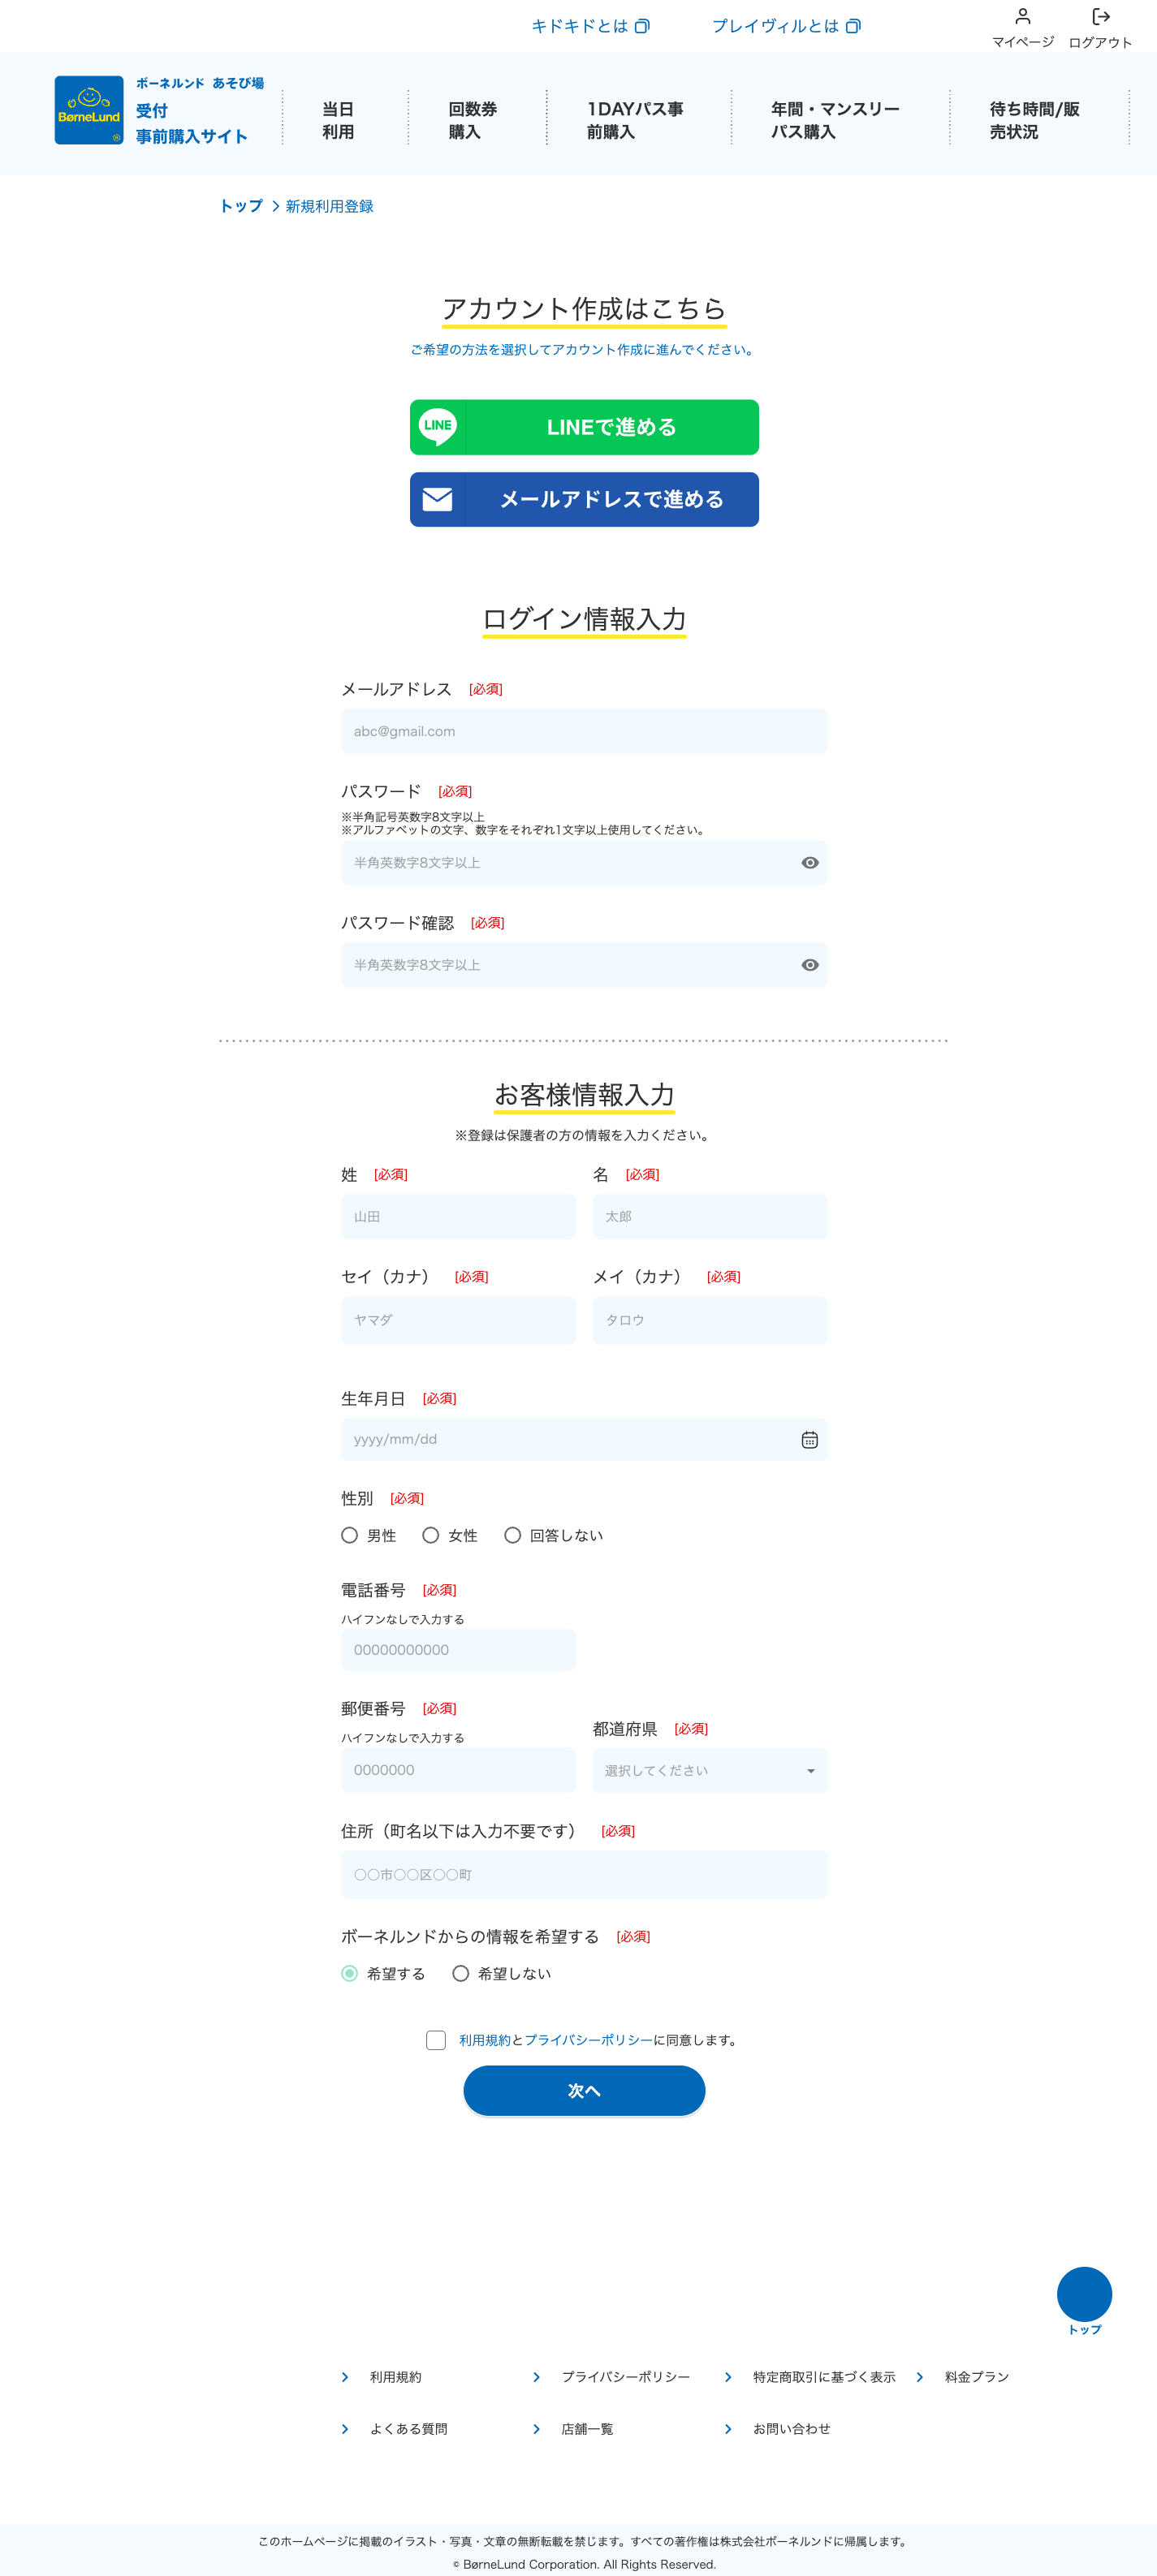 キドキドとは
プレイヴィルとは
マイページ
ログアウト
BørneLund
®
ボーネルンド あそび場
受付
事前購入サイト
当日
利用
回数券
購入
1DAYパス事
前購入
年間・マンスリー
パス購入
待ち時間/販
売状況
トップ
新規利用登録
アカウント作成はこちら
ご希望の方法を選択してアカウント作成に進んでください。
LINE
LINEで進める
メールアドレスで進める
ログイン情報入力
メールアドレス [必須]
abc@gmail.com
パスワード [必須]
※半角記号英数字8文字以上
※アルファベットの文字、数字をそれぞれ1文字以上使用してください。
半角英数字8文字以上
パスワード確認 [必須]
半角英数字8文字以上
お客様情報入力
※登録は保護者の方の情報を入力ください。
姓 [必須]
名 [必須]
山田
太郎
セイ（カナ） [必須]
メイ（カナ） [必須]
ヤマダ
タロウ
生年月日 [必須]
yyyy/mm/dd
性別 [必須]
男性
女性
回答しない
電話番号 [必須]
ハイフンなしで入力する
00000000000
郵便番号 [必須]
ハイフンなしで入力する
0000000
都道府県 [必須]
選択してください
住所（町名以下は入力不要です） [必須]
○○市○○区○○町
ボーネルンドからの情報を希望する [必須]
希望する
希望しない
利用規約とプライバシーポリシーに同意します。
次へ
トップ
利用規約
プライバシーポリシー
特定商取引に基づく表示
料金プラン
よくある質問
店舗一覧
お問い合わせ
このホームページに掲載のイラスト・写真・文章の無断転載を禁じます。すべての著作権は株式会社ボーネルンドに帰属します。
© BørneLund Corporation. All Rights Reserved.